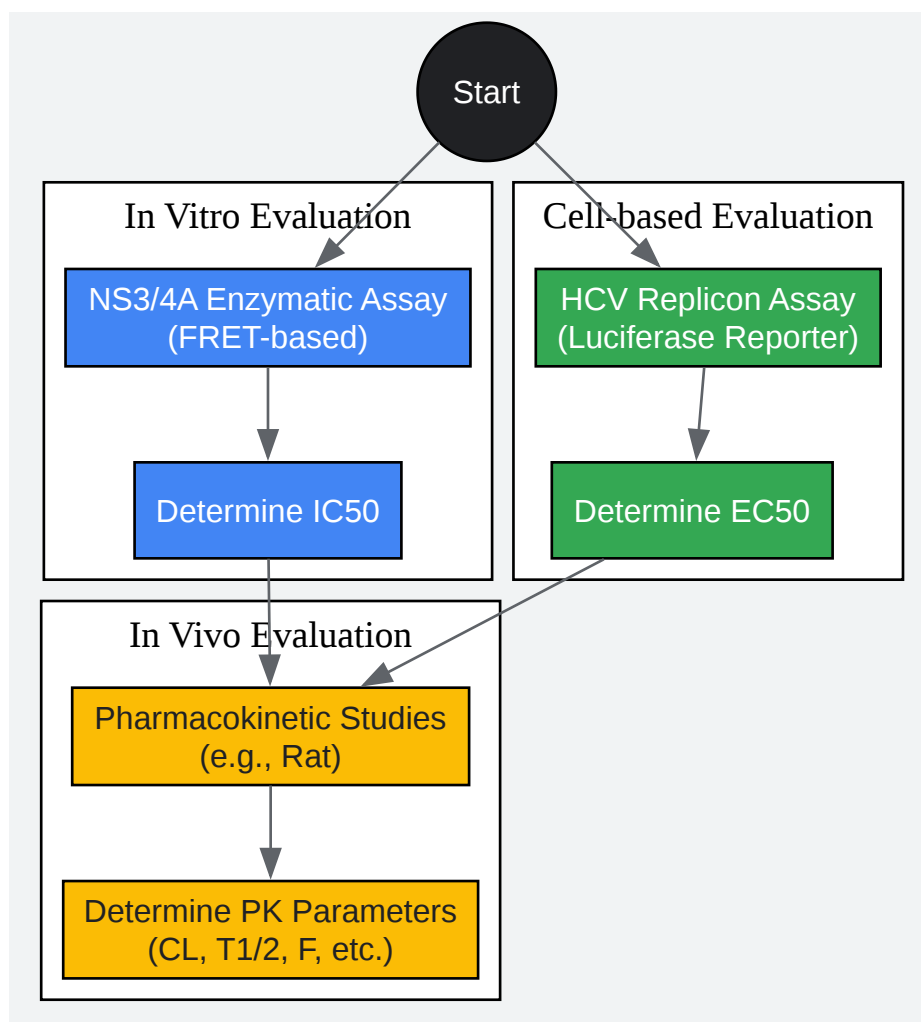 Start
In Vitro Evaluation
NS3/4A Enzymatic Assay
(FRET-based)
Determine IC50
Cell-based Evaluation
HCV Replicon Assay
(Luciferase Reporter)
Determine EC50
In Vivo Evaluation
Pharmacokinetic Studies
(e.g., Rat)
Determine PK Parameters
(CL, T1/2, F, etc.)